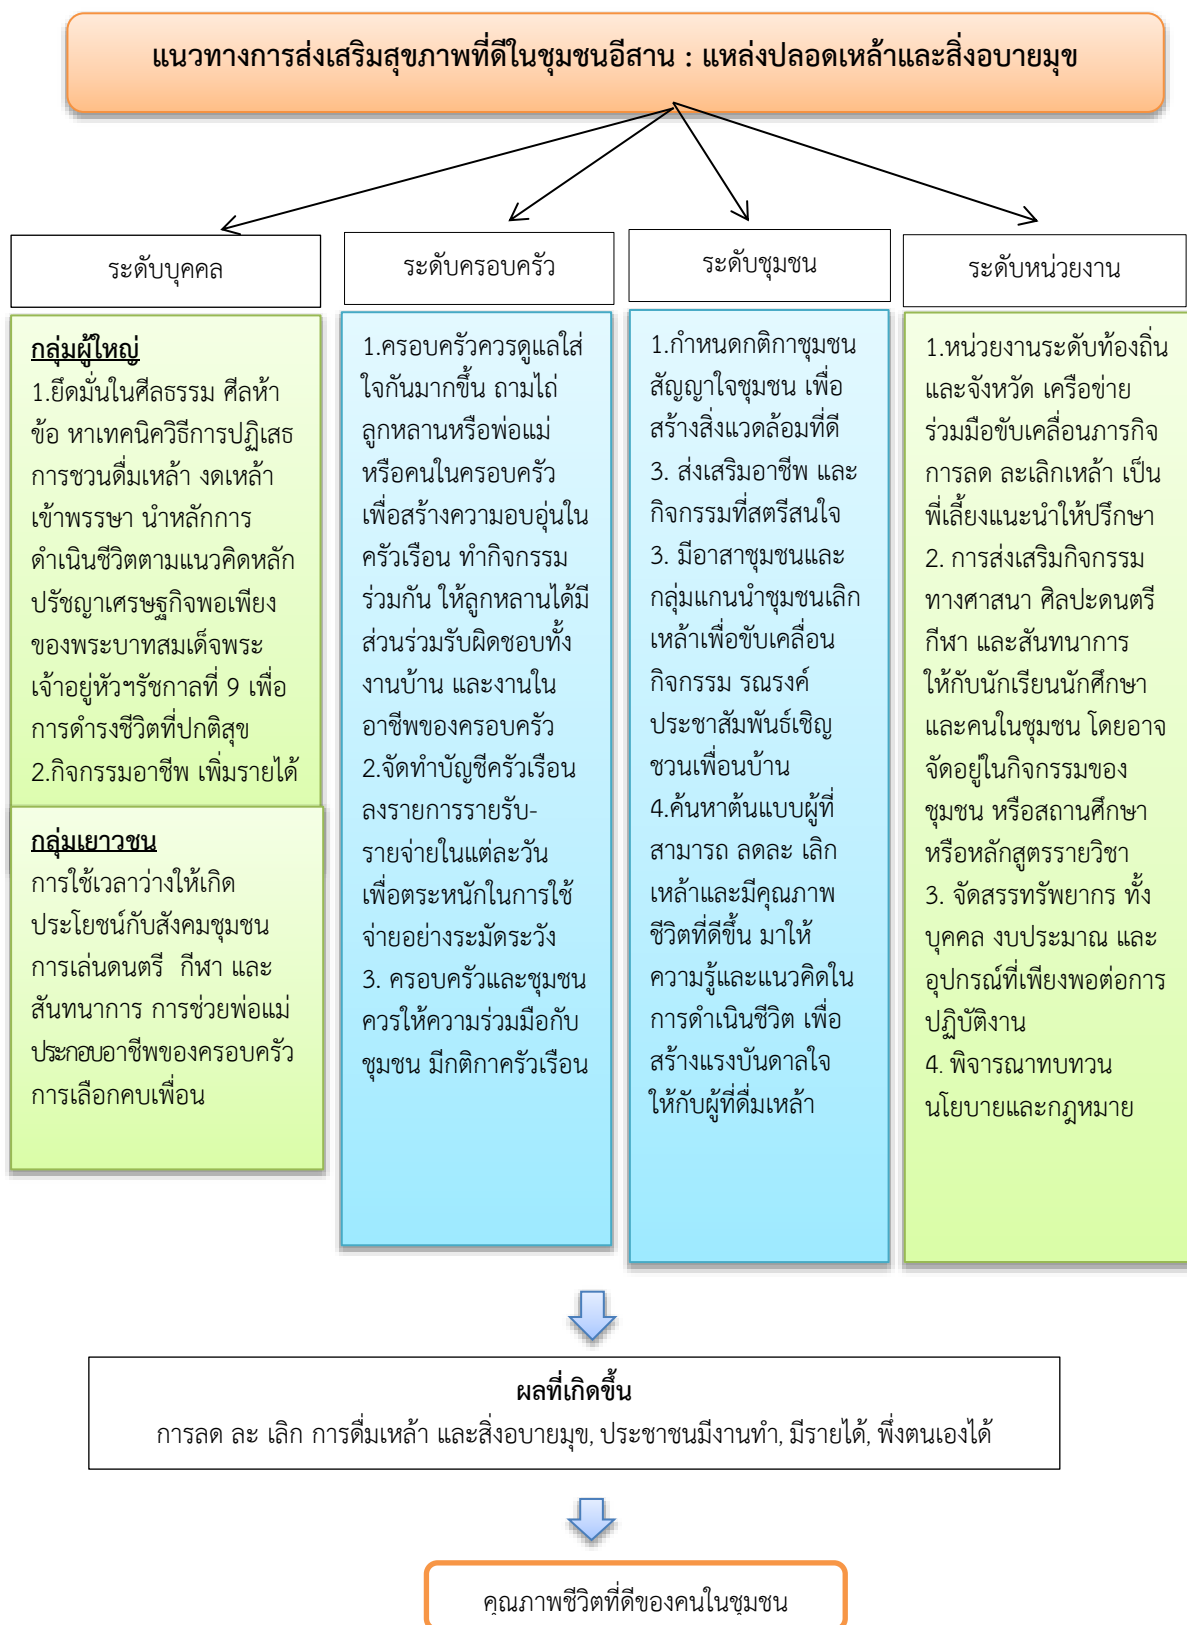 แนวทางการส่งเสริมสุขภาพที่ดีในชุมชนอีสาน : แหล่งปลอดเหล้าและสิ่งอบายมุข
ระดับบุคคล
กลุ่มผู้ใหญ่
1.ยึดมั่นในศีลธรรม ศีลห้า
ข้อ หาเทคนิควิธีการปฏิเสธ
การชวนดื่มเหล้า งดเหล้า
เข้าพรรษา นำหลักการ
ดำเนินชีวิตตามแนวคิดหลัก
ปรัชญาเศรษฐกิจพอเพียง
ของพระบาทสมเด็จพระ
เจ้าอยู่หัวฯรัชกาลที่ 9 เพื่อ
การดำรงชีวิตที่ปกติสุข
2.กิจกรรมอาชีพ เพิ่มรายได้
กลุ่มเยาวชน
การใช้เวลาว่างให้เกิด
ประโยชน์กับสังคมชุมชน
การเล่นดนตรี กีฬา และ
สันทนาการ การช่วยพ่อแม่
ประกอบอาชีพของครอบครัว
การเลือกคบเพื่อน
ระดับครอบครัว
1.ครอบครัวควรดูแลใส่
ใจกันมากขึ้น ถามไถ่
ลูกหลานหรือพ่อแม่
หรือคนในครอบครัว
เพื่อสร้างความอบอุ่นใน
ครัวเรือน ทำกิจกรรม
ร่วมกัน ให้ลูกหลานได้มี
ส่วนร่วมรับผิดชอบทั้ง
งานบ้าน และงานใน
อาชีพของครอบครัว
2.จัดทำบัญชีครัวเรือน
ลงรายการรายรับ-
รายจ่ายในแต่ละวัน
เพื่อตระหนักในการใช้
จ่ายอย่างระมัดระวัง
3. ครอบครัวและชุมชน
ควรให้ความร่วมมือกับ
ชุมชน มีกติกาครัวเรือน
ระดับชุมชน
1.กำหนดกติกาชุมชน
สัญญาใจชุมชน เพื่อ
สร้างสิ่งแวดล้อมที่ดี
3. ส่งเสริมอาชีพ และ
กิจกรรมที่สตรีสนใจ
3. มีอาสาชุมชนและ
กลุ่มแกนนำชุมชนเลิก
เหล้าเพื่อขับเคลื่อน
กิจกรรม รณรงค์
ประชาสัมพันธ์เชิญ
ชวนเพื่อนบ้าน
4.ค้นหาต้นแบบผู้ที่
สามารถ ลดละ เลิก
เหล้าและมีคุณภาพ
ชีวิตที่ดีขึ้น มาให้
ความรู้และแนวคิดใน
การดำเนินชีวิต เพื่อ
สร้างแรงบันดาลใจ
ให้กับผู้ที่ดื่มเหล้า
ระดับหน่วยงาน
1.หน่วยงานระดับท้องถิ่น
และจังหวัด เครือข่าย
ร่วมมือขับเคลื่อนภารกิจ
การลด ละเลิกเหล้า เป็น
พี่เลี้ยงแนะนำให้ปรึกษา
2. การส่งเสริมกิจกรรม
ทางศาสนา ศิลปะดนตรี
กีฬา และสันทนาการ
ให้กับนักเรียนนักศึกษา
และคนในชุมชน โดยอาจ
จัดอยู่ในกิจกรรมของ
ชุมชน หรือสถานศึกษา
หรือหลักสูตรรายวิชา
3. จัดสรรทรัพยากร ทั้ง
บุคคล งบประมาณ และ
อุปกรณ์ที่เพียงพอต่อการ
ปฏิบัติงาน
4. พิจารณาทบทวน
นโยบายและกฎหมาย
ผลที่เกิดขึ้น
การลด ละ เลิก การดื่มเหล้า และสิ่งอบายมุข, ประชาชนมีงานทำ, มีรายได้, พึ่งตนเองได้
คุณภาพชีวิตที่ดีของคนในชุมชน